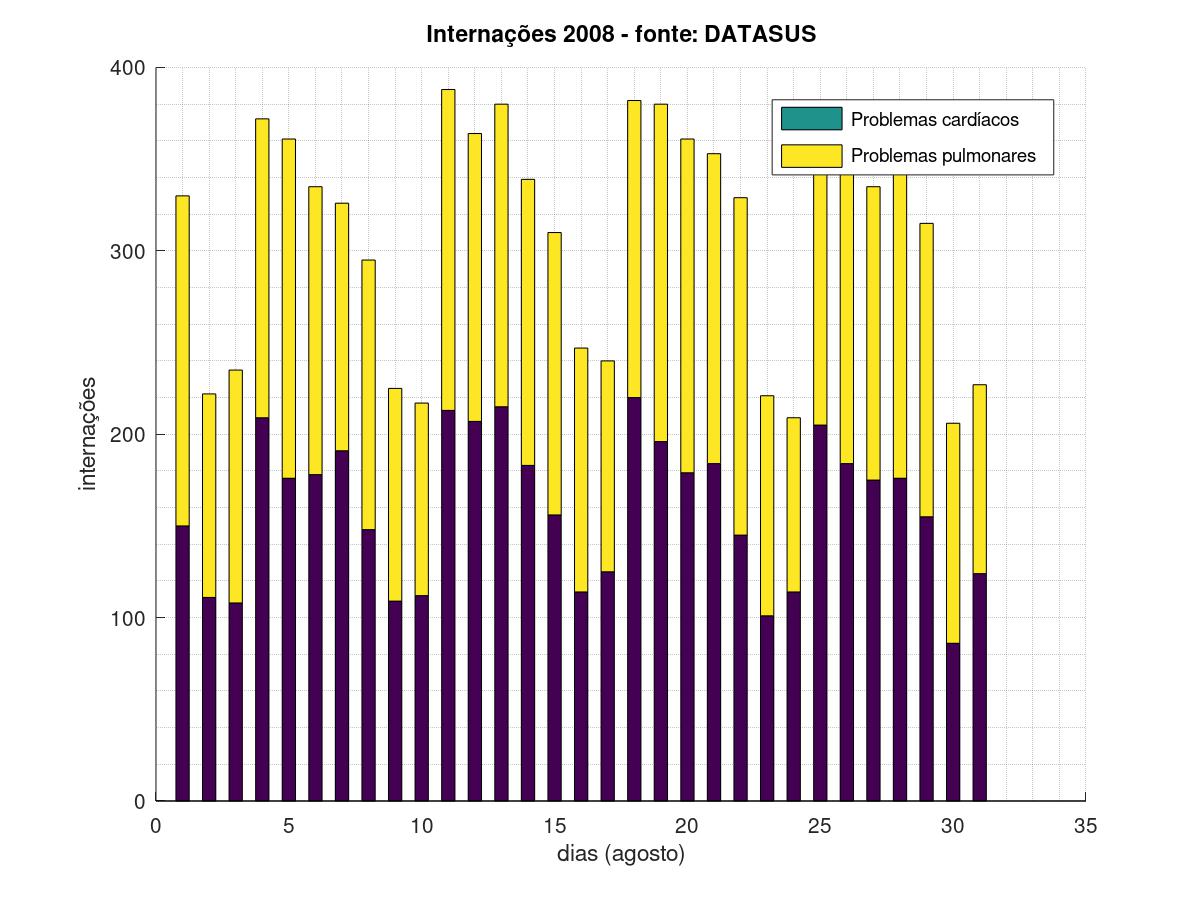 Internações 2008 - fonte: DATASUS
400
300
200
100
0
internações
Problemas cardíacos
Problemas pulmonares
0 5 10 15 20 25 30 35
dias (agosto)